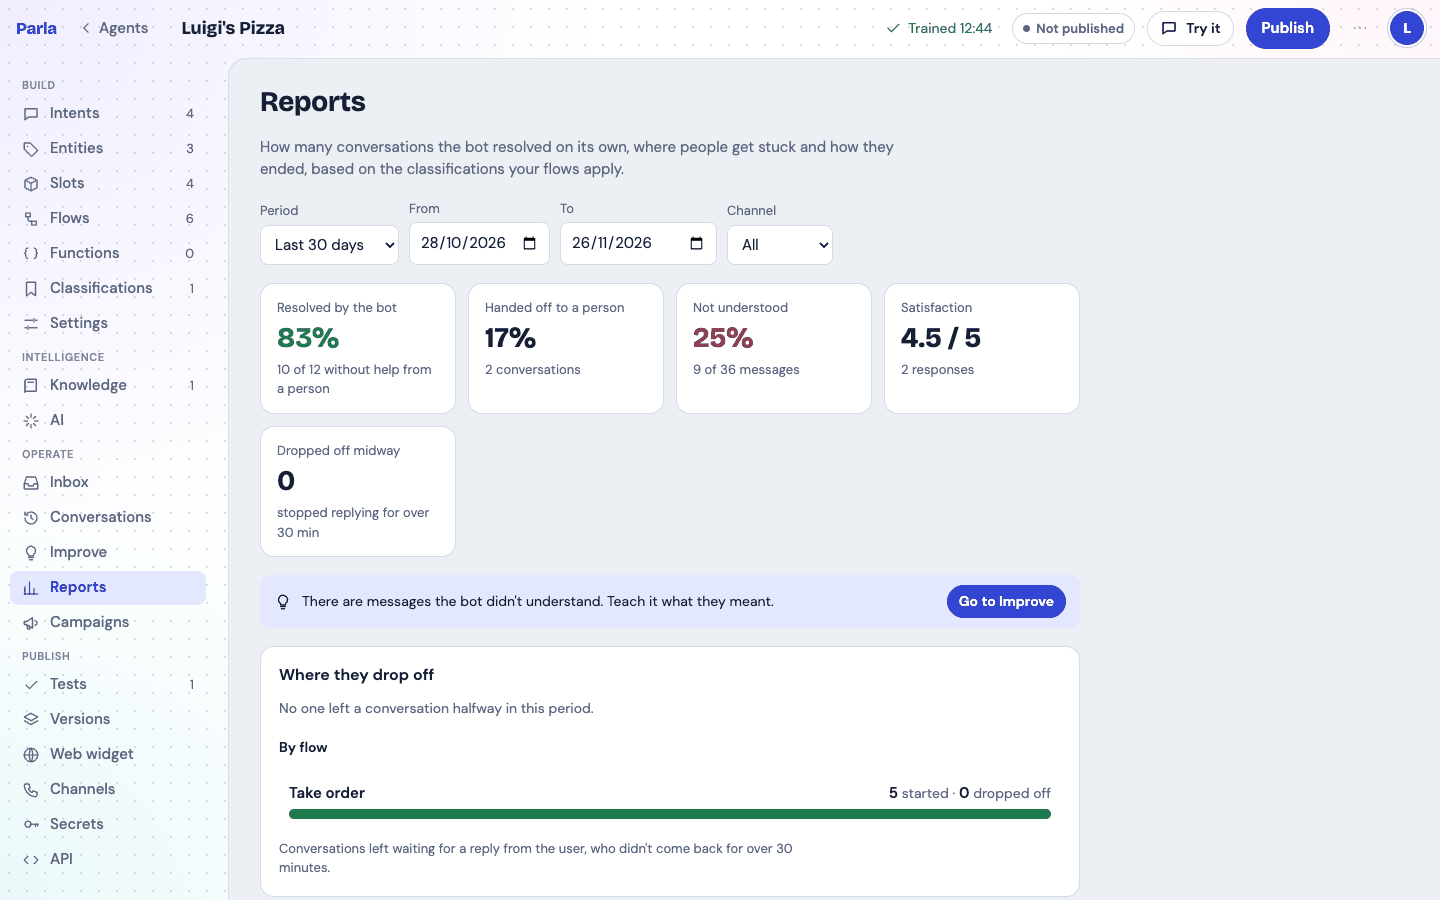 Parla
Agents
Luigi's Pizza
Trained 12:44
Not published
Try it
Publish
L
BUILD
Intents 4
Entities 3
Slots 4
Flows 6
Functions 0
Classifications 1
Settings
INTELLIGENCE
Knowledge 1
AI
OPERATE
Inbox
Conversations
Improve
Reports
Campaigns
PUBLISH
Tests 1
Versions
Web widget
Channels
Secrets
API
Reports
How many conversations the bot resolved on its own, where people get stuck and how they
ended, based on the classifications your flows apply.
Period
Last 30 days
From
28/10/2026
To
26/11/2026
Channel
All
Resolved by the bot
83%
10 of 12 without help from
a person
Handed off to a person
17%
2 conversations
Not understood
25%
9 of 36 messages
Satisfaction
4.5 / 5
2 responses
Dropped off midway
0
stopped replying for over
30 min
There are messages the bot didn't understand. Teach it what they meant.
Go to Improve
Where they drop off
No one left a conversation halfway in this period.
By flow
Take order
5 started · 0 dropped off
Conversations left waiting for a reply from the user, who didn't come back for over 30
minutes.